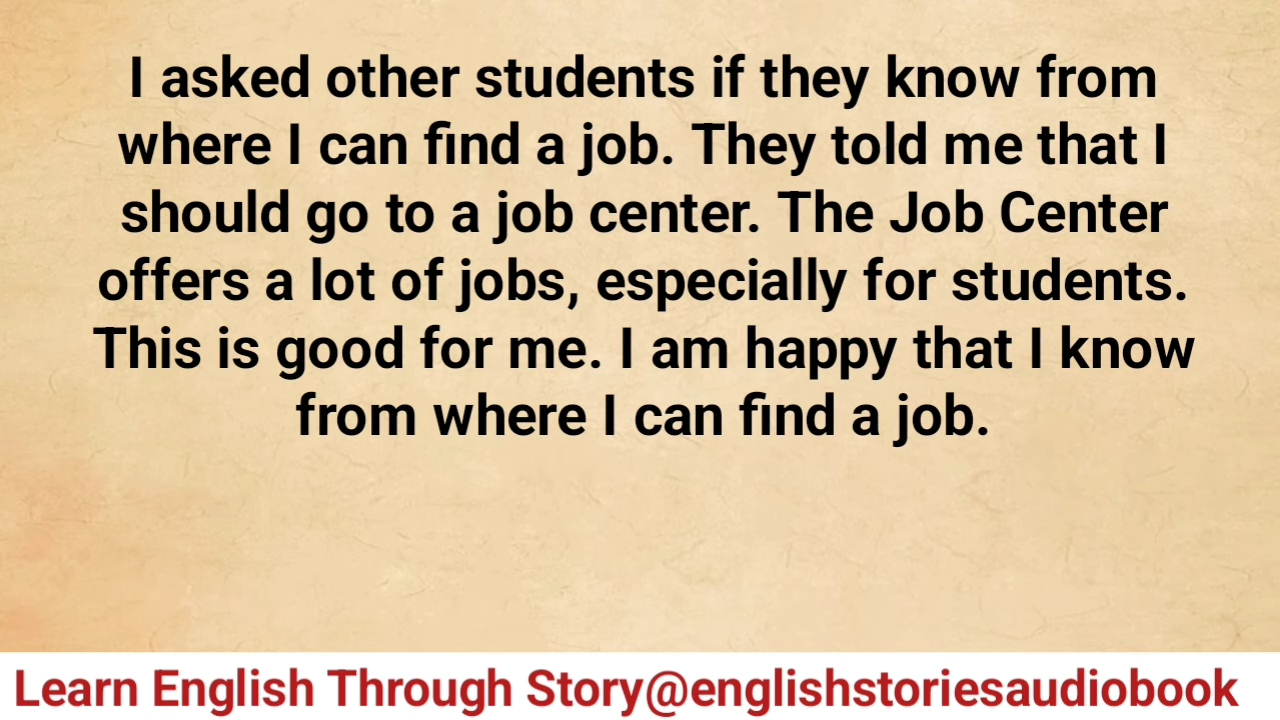 I asked other students if they know from
where I can find a job. They told me that I
should go to a job center. The Job Center
offers a lot of jobs, especially for students.
This is good for me. I am happy that I know
from where I can find a job.
Learn English Through Story@englishstoriesaudiobook